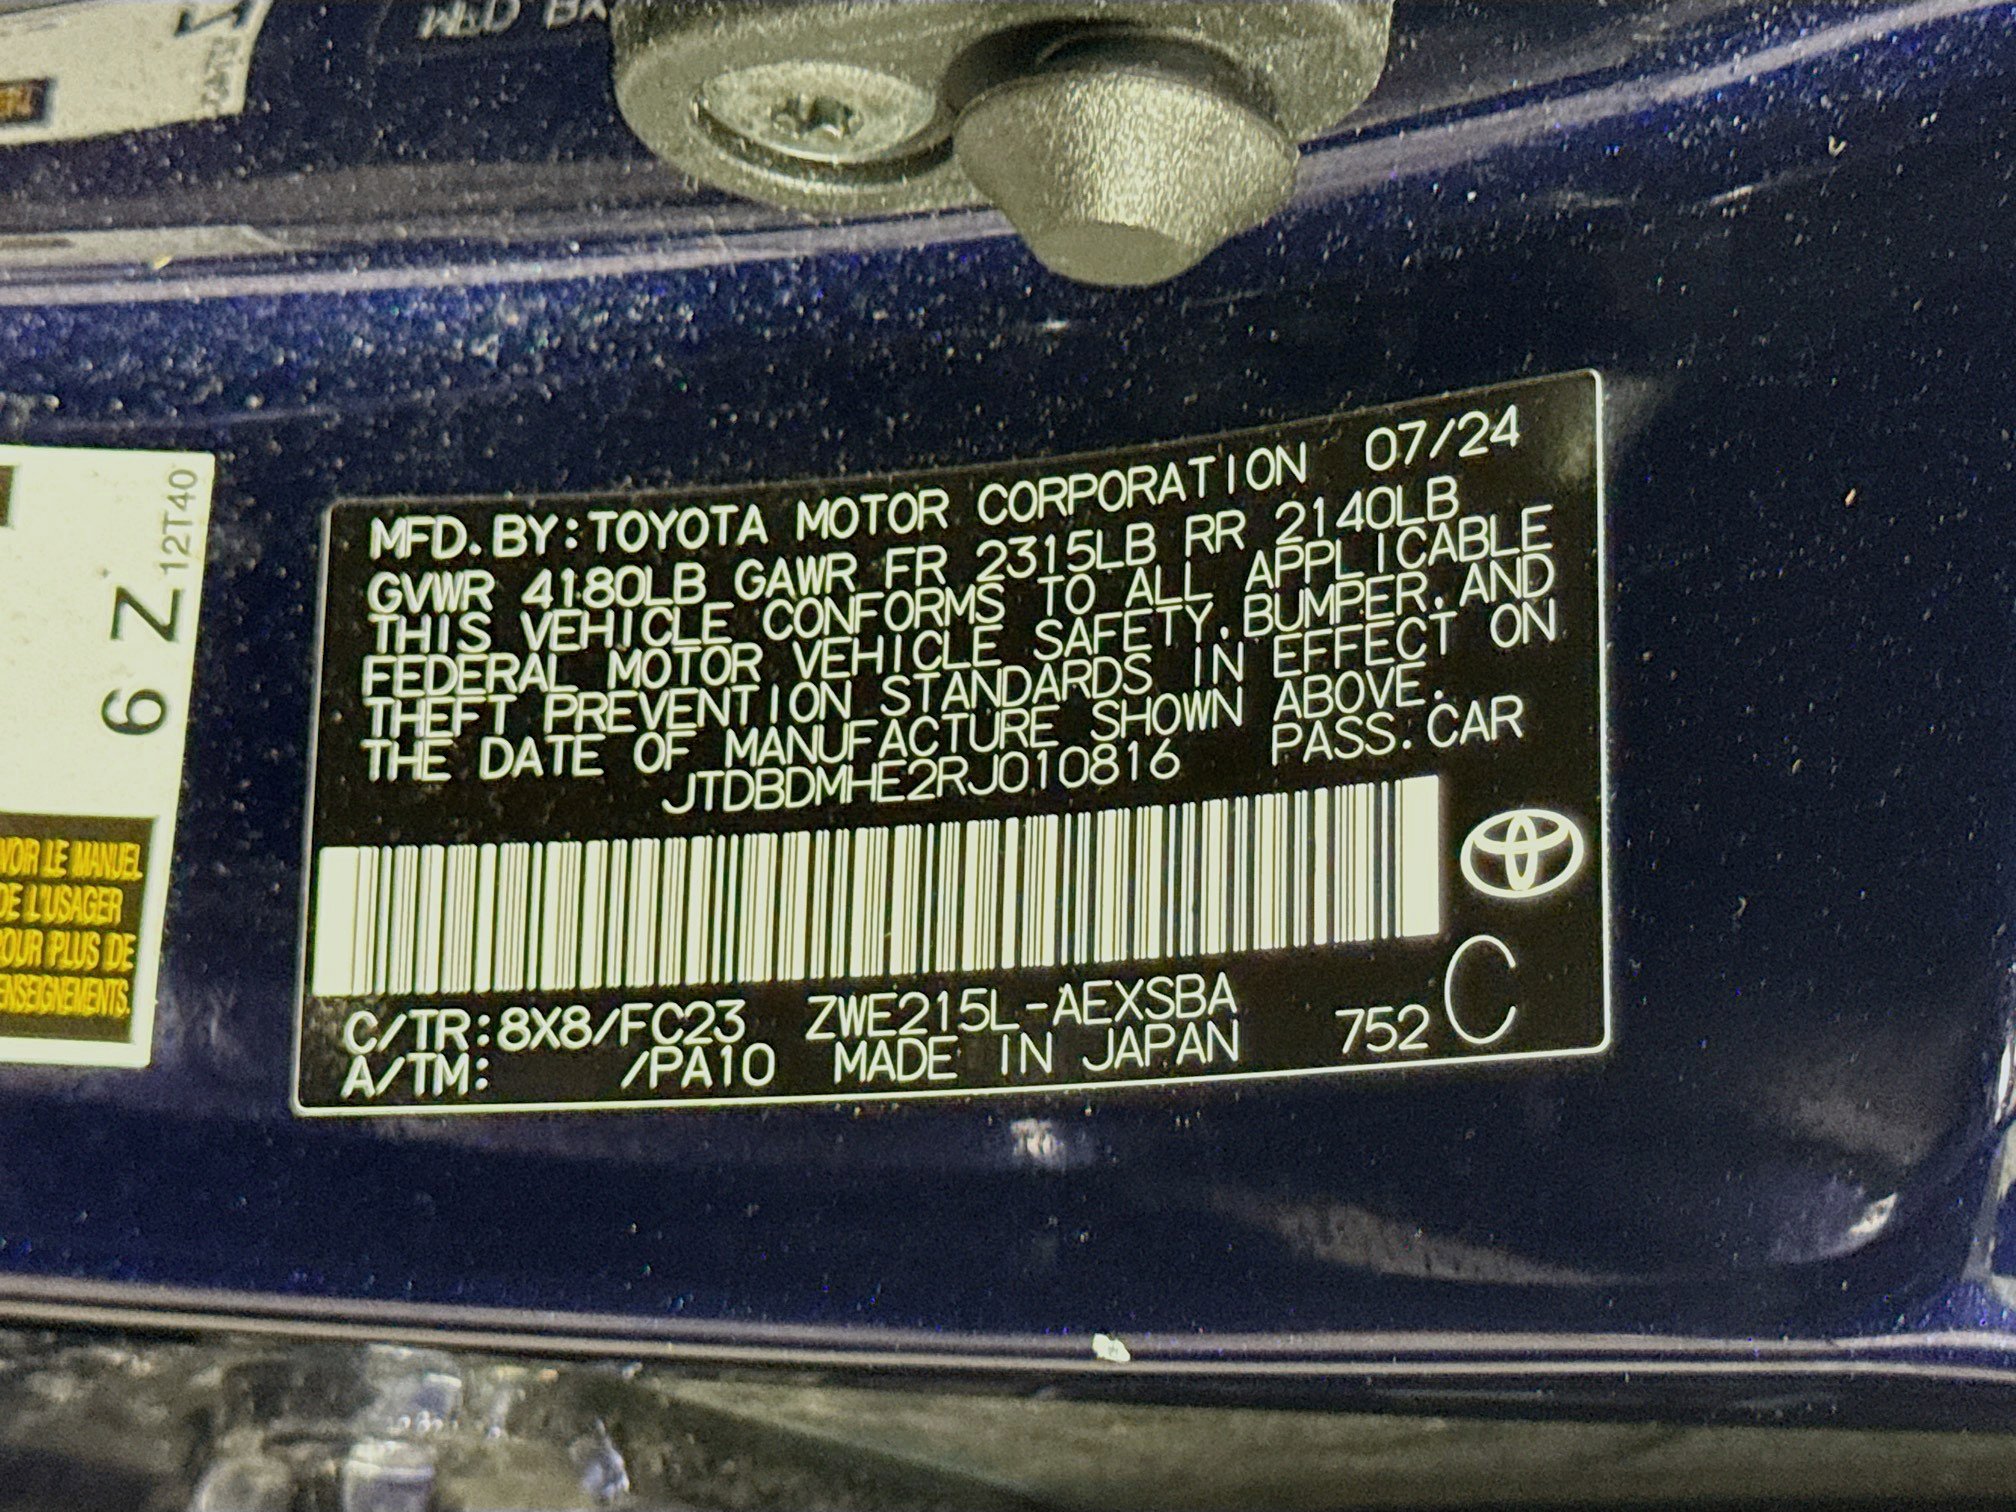 12T40
6 Z
VOIR LE MANUEL
DE L'USAGER
POUR PLUS DE
RENSEIGNEMENTS.
MFD.BY:TOYOTA MOTOR CORPORATION 07/24
GVWR 4180LB GAWR FR 2315LB RR 2140LB
THIS VEHICLE CONFORMS TO ALL APPLICABLE
FEDERAL MOTOR VEHICLE SAFETY, BUMPER, AND
THEFT PREVENTION STANDARDS IN EFFECT ON
THE DATE OF MANUFACTURE SHOWN ABOVE.
JTDBDMHE2RJ010816 PASS.CAR
C/TR:8X8/FC23 ZWE215L-AEXSBA
A/TM: /PA10 MADE IN JAPAN 752 C